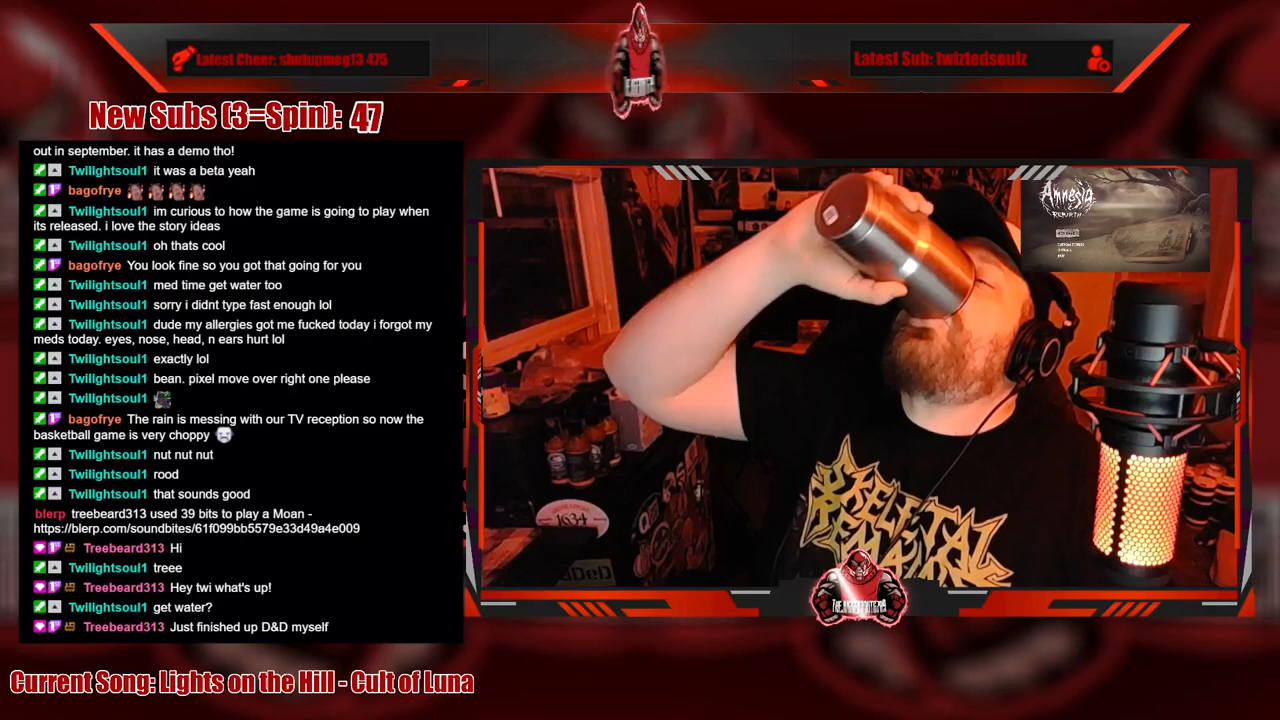 Latest Cheer: shutupmeg13 475
Latest Sub: twiztedsoulz
New Subs (3=Spin): 47
out in september. it has a demo tho!
Twilightsoul1 it was a beta yeah
bagofrye
Twilightsoul1 im curious to how the game is going to play when
its released. i love the story ideas
Twilightsoul1 oh thats cool
bagofrye You look fine so you got that going for you
Twilightsoul1 med time get water too
Twilightsoul1 sorry i didnt type fast enough lol
Twilightsoul1 dude my allergies got me fucked today i forgot my
meds today. eyes, nose, head, n ears hurt lol
Twilightsoul1 exactly lol
Twilightsoul1 bean. pixel move over right one please
Twilightsoul1
bagofrye The rain is messing with our TV reception so now the
basketball game is very choppy
Twilightsoul1 nut nut nut
Twilightsoul1 rood
Twilightsoul1 that sounds good
blerp treebeard313 used 39 bits to play a Moan -
https://blerp.com/soundbites/61f099bb5579e33d49a4e009
Treebeard313 Hi
Twilightsoul1 treee
Treebeard313 Hey twi what's up!
Twilightsoul1 get water?
Treebeard313 Just finished up D&D myself
Amnesia
REBIRTH
SKELETAL
REMAINS
1634
Current Song: Lights on the Hill - Cult of Luna